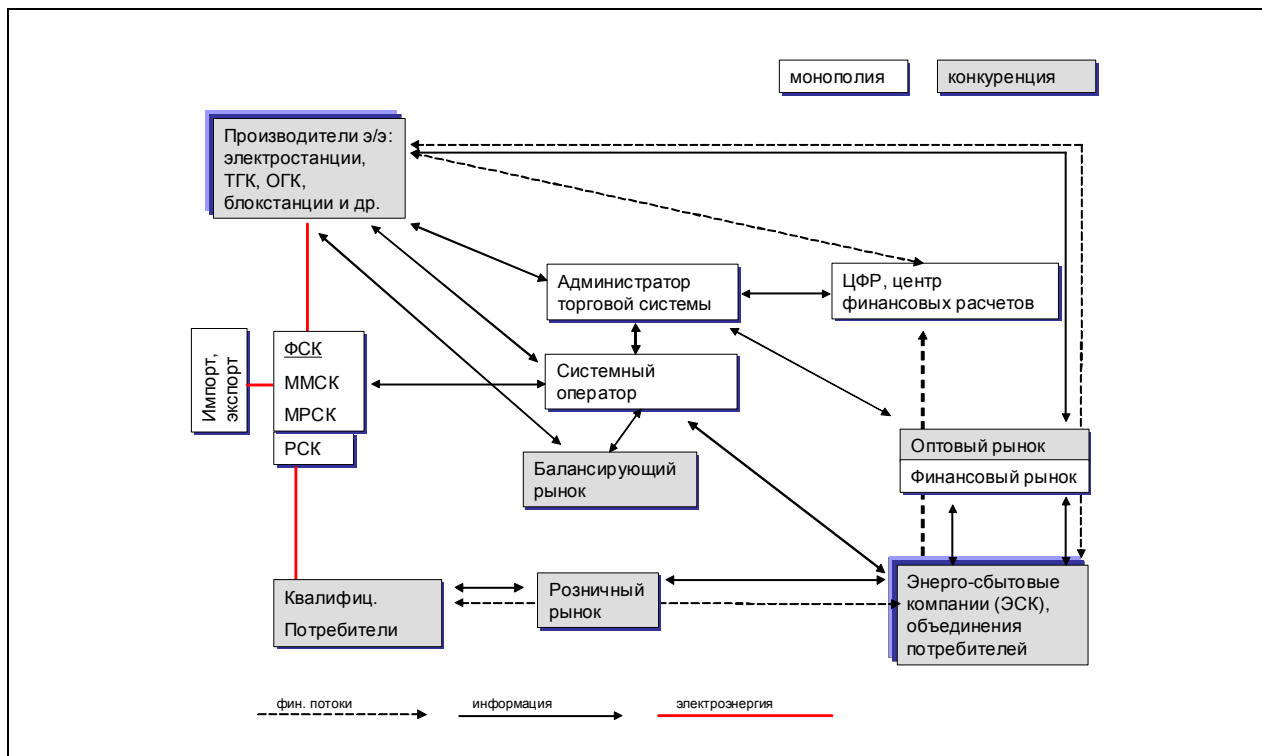 монополия
конкуренция
Производители э/э:
электростанции,
ТГК, ОГК,
блокстанции и др.
Администратор
торговой системы
ЦФР, центр
финансовых расчетов
Импорт,
экспорт
ФСК
ММСК
МРСК
РСК
Системный
оператор
Балансирующий
рынок
Оптовый рынок
Финансовый рынок
Квалифиц.
Потребители
Розничный
рынок
Энерго-сбытовые
компании (ЭСК),
объединения
потребителей
фин. потоки
информация
электроэнергия